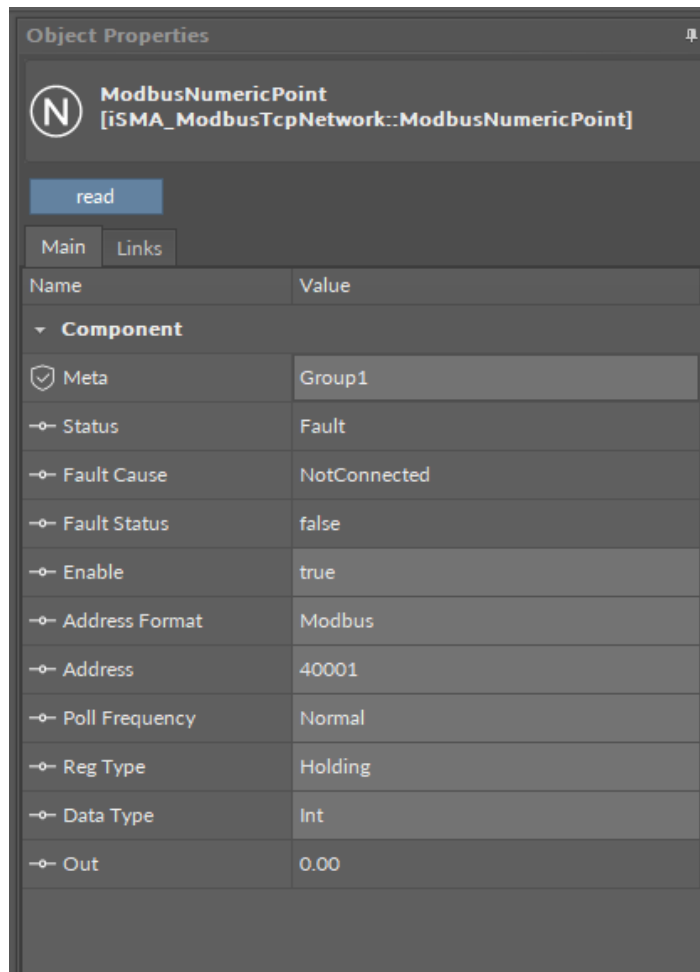 Object Properties
ModbusNumericPoint
[iSMA_ModbusTcpNetwork::ModbusNumericPoint]
read
Main Links
Name Value
Component
Meta Group1
Status Fault
Fault Cause NotConnected
Fault Status false
Enable true
Address Format Modbus
Address 40001
Poll Frequency Normal
Reg Type Holding
Data Type Int
Out 0.00